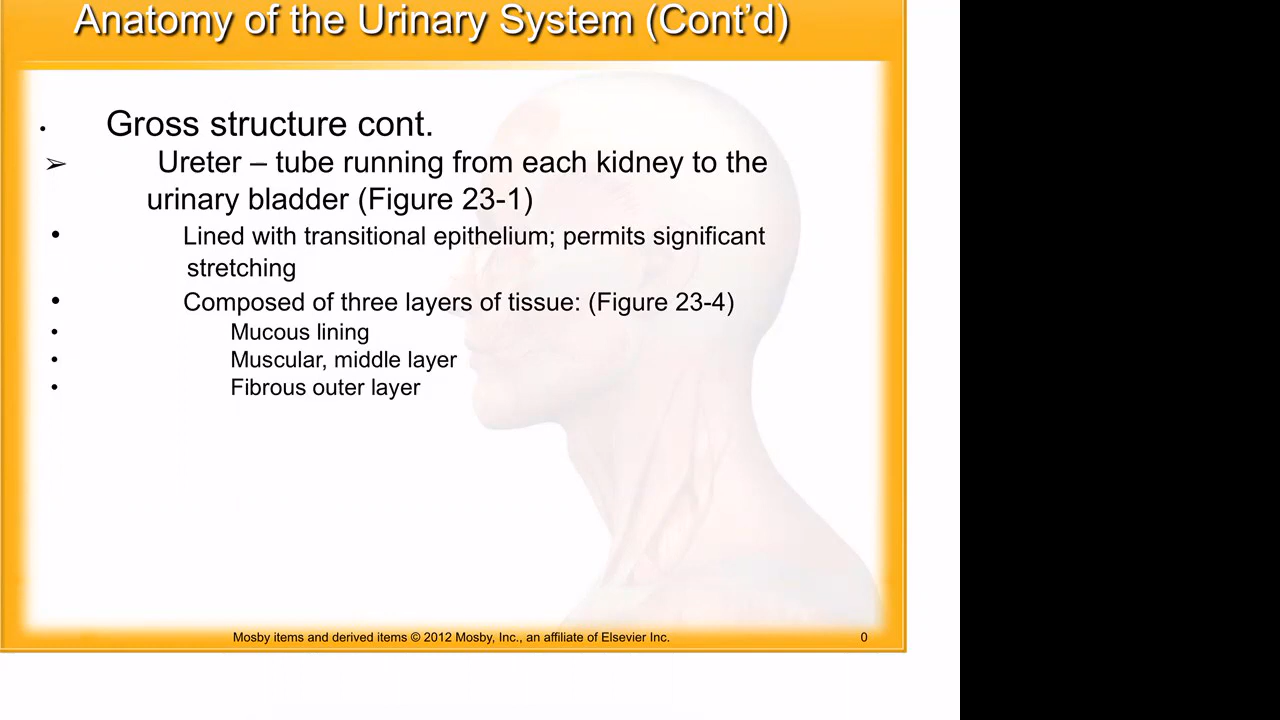 Anatomy of the Urinary System (Cont’d)
• Gross structure cont.
➢ Ureter – tube running from each kidney to the
urinary bladder (Figure 23-1)
• Lined with transitional epithelium; permits significant
stretching
• Composed of three layers of tissue: (Figure 23-4)
• Mucous lining
• Muscular, middle layer
• Fibrous outer layer
Mosby items and derived items © 2012 Mosby, Inc., an affiliate of Elsevier Inc. 0